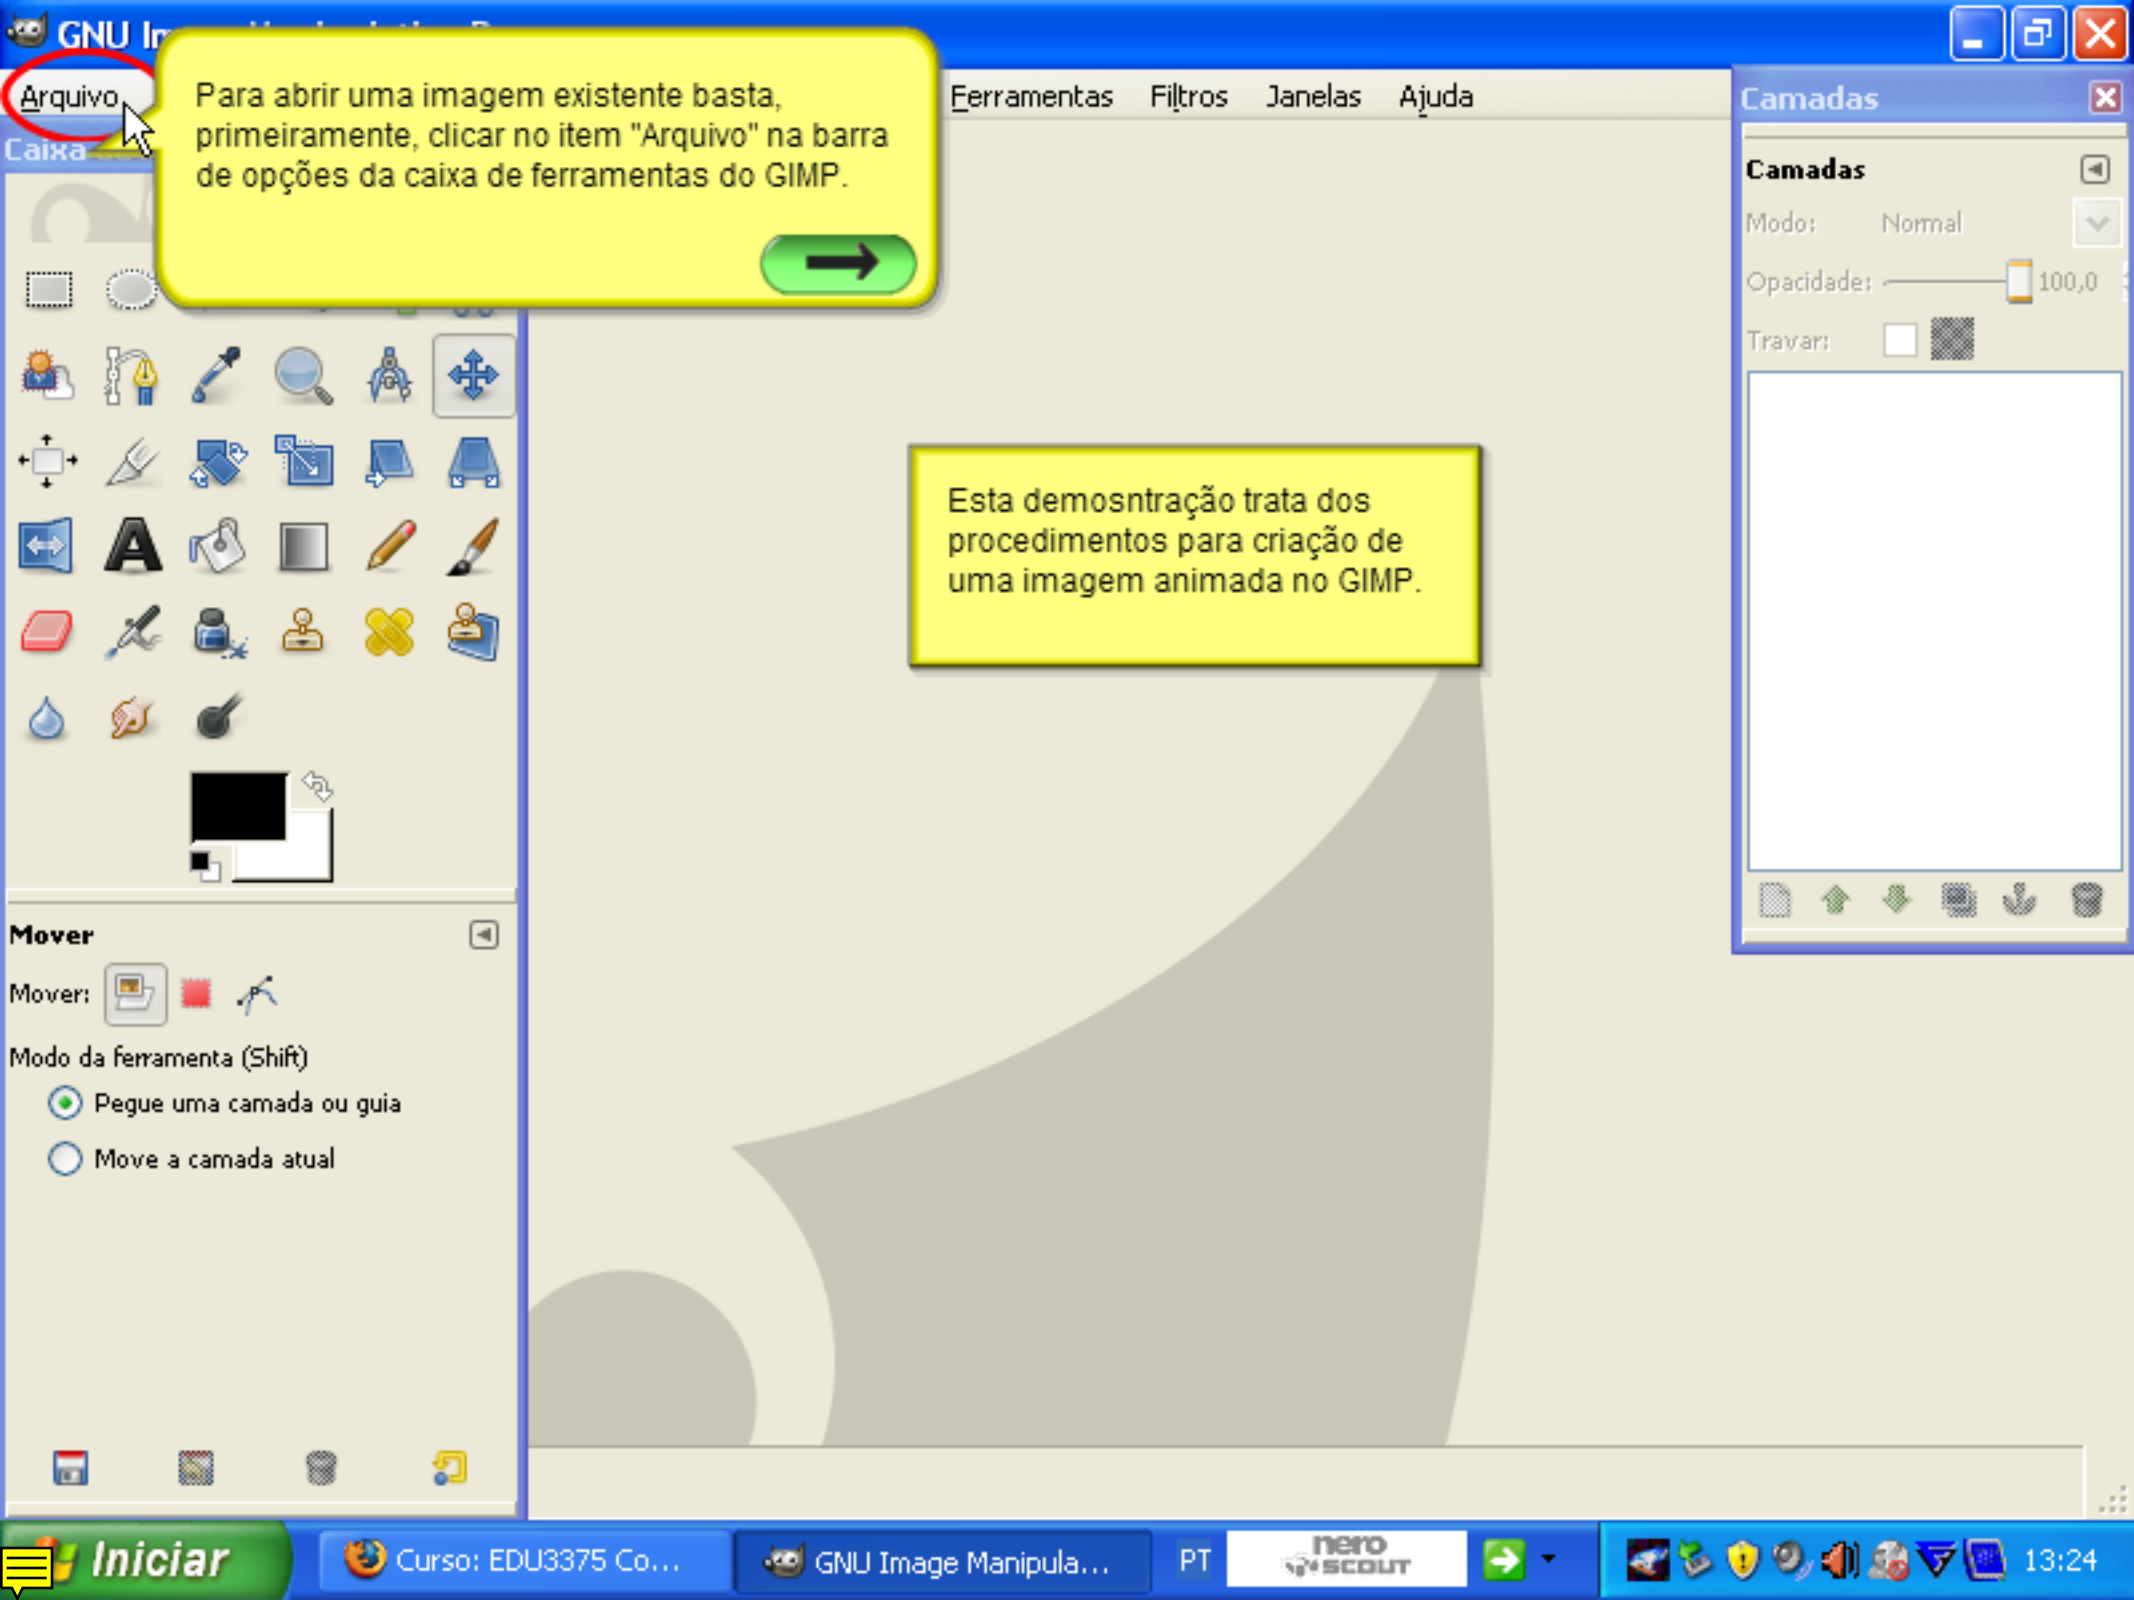 GNU Im
Arquivo
Ferramentas Filtros Janelas Ajuda
Para abrir uma imagem existente basta,
primeiramente, clicar no item "Arquivo" na barra
de opções da caixa de ferramentas do GIMP.
Caixa
Camadas
Camadas
Modo: Normal
Opacidade: 100,0
Travar:
Esta demosntração trata dos
procedimentos para criação de
uma imagem animada no GIMP.
Mover
Mover:
Modo da ferramenta (Shift)
Pegue uma camada ou guia
Move a camada atual
Iniciar
Curso: EDU3375 Co...
GNU Image Manipula...
PT
nero
SCOUT
13:24